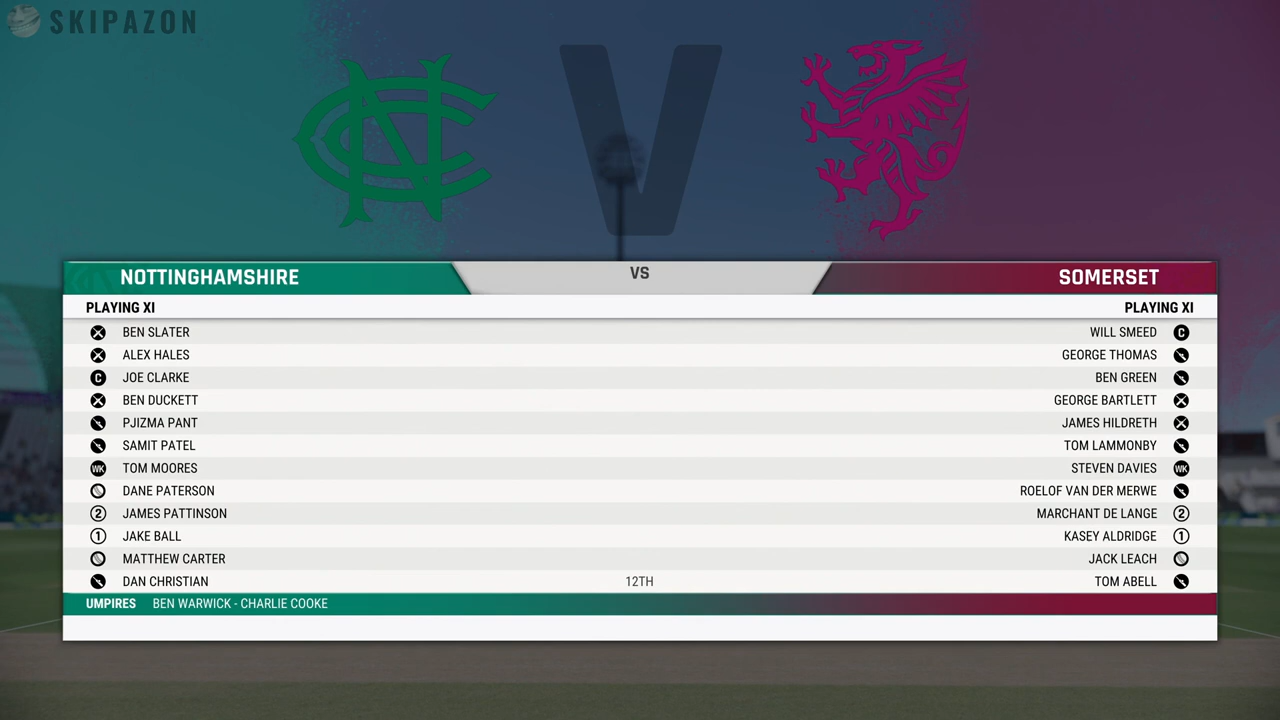 SKIPAZON
V
NOTTINGHAMSHIRE VS SOMERSET
PLAYING XI PLAYING XI
BEN SLATER WILL SMEED C
ALEX HALES GEORGE THOMAS
C JOE CLARKE BEN GREEN
BEN DUCKETT GEORGE BARTLETT
PJIZMA PANT JAMES HILDRETH
SAMIT PATEL TOM LAMMONBY
WK TOM MOORES STEVEN DAVIES WK
DANE PATERSON ROELOF VAN DER MERWE
2 JAMES PATTINSON MARCHANT DE LANGE 2
1 JAKE BALL KASEY ALDRIDGE 1
MATTHEW CARTER JACK LEACH
DAN CHRISTIAN 12TH TOM ABELL
UMPIRES BEN WARWICK - CHARLIE COOKE